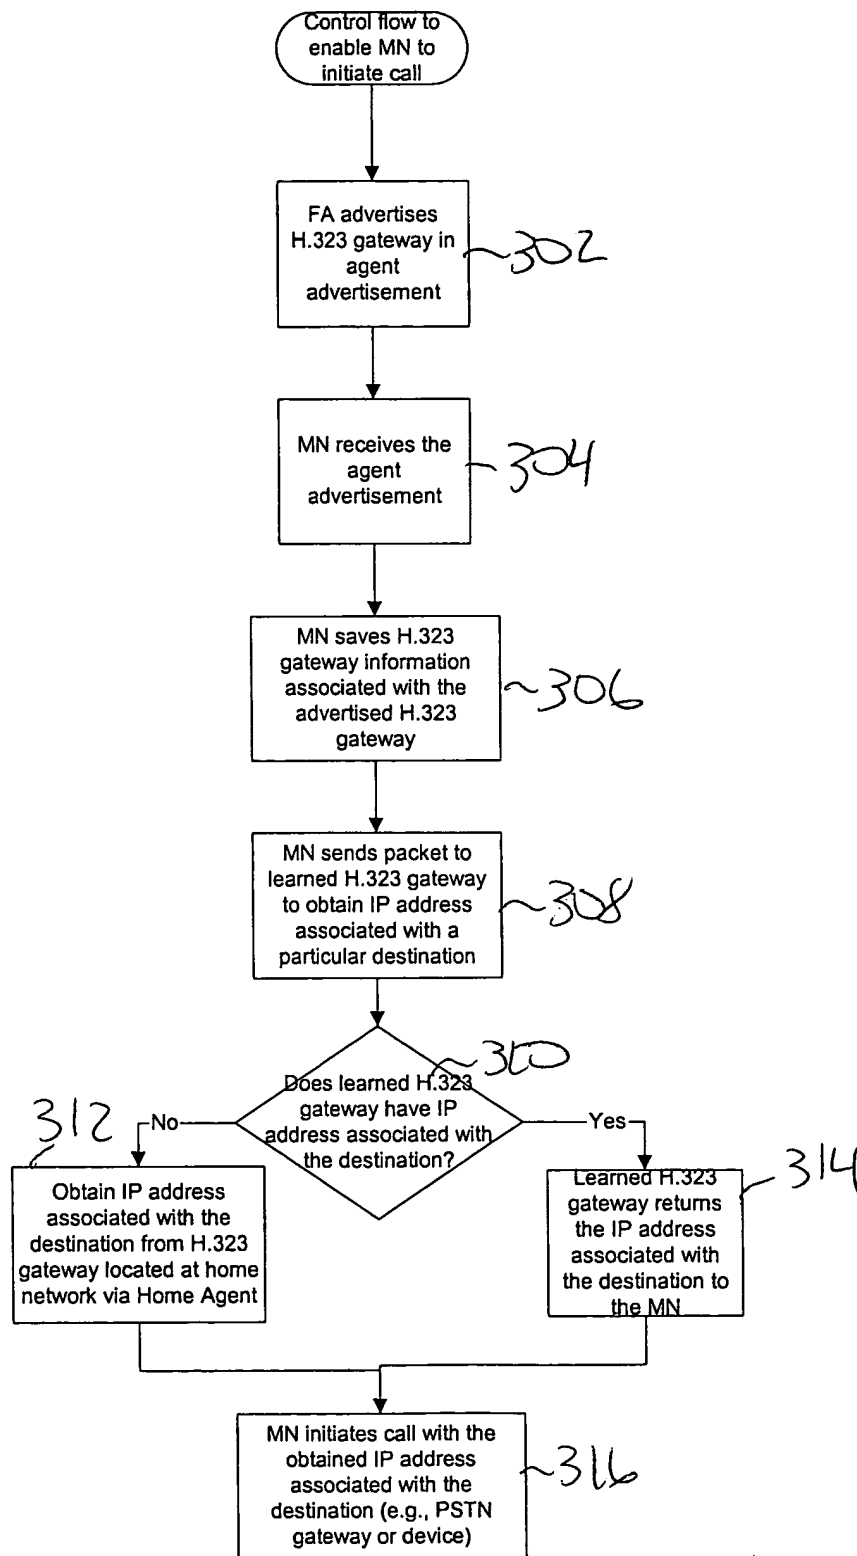 Control flow to
enable MN to
initiate call
FA advertises
H.323 gateway in
agent
advertisement
302
MN receives the
agent
advertisement
304
MN saves H.323
gateway information
associated with the
advertised H.323
gateway
306
MN sends packet to
learned H.323 gateway
to obtain IP address
associated with a
particular destination
308
310
Does learned H.323
gateway have IP
address associated with
the destination?
No
Yes
312
Obtain IP address
associated with the
destination from H.323
gateway located at home
network via Home Agent
314
Learned H.323
gateway returns
the IP address
associated with
the destination to
the MN
MN initiates call with the
obtained IP address
associated with the
destination (e.g., PSTN
gateway or device)
316